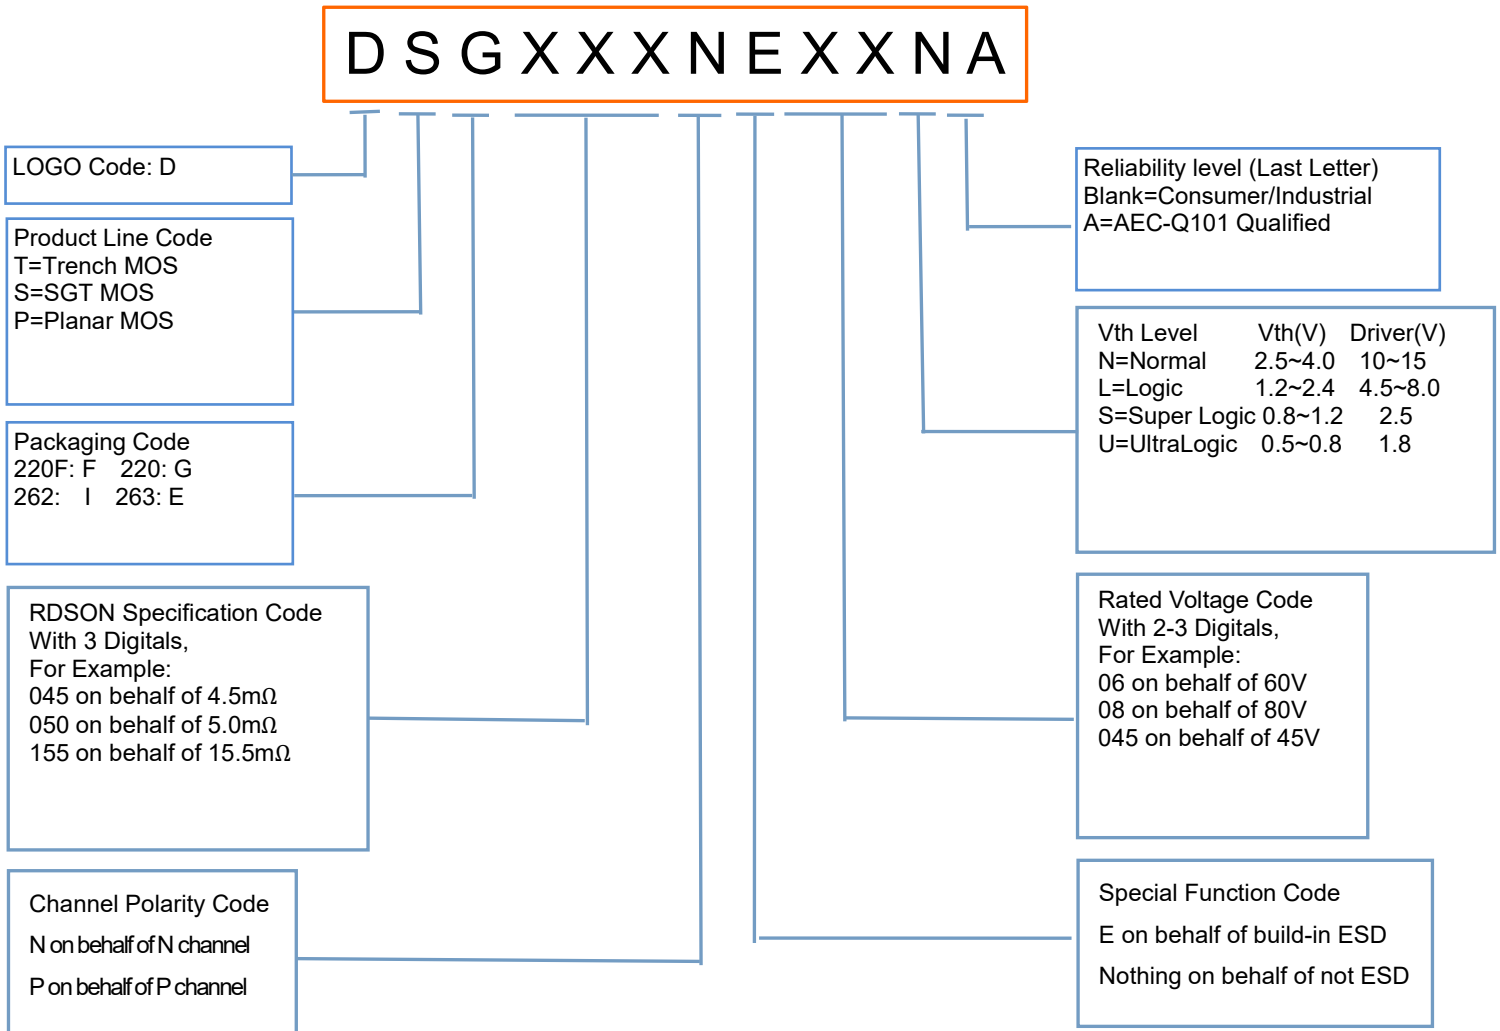 D S G X X X N E X X N A
LOGO Code: D
Product Line Code
T=Trench MOS
S=SGT MOS
P=Planar MOS
Packaging Code
220F: F 220: G
262: I 263: E
RDSON Specification Code
With 3 Digitals,
For Example:
045 on behalf of 4.5mΩ
050 on behalf of 5.0mΩ
155 on behalf of 15.5mΩ
Channel Polarity Code
N on behalf of N channel
P on behalf of P channel
Reliability level (Last Letter)
Blank=Consumer/Industrial
A=AEC-Q101 Qualified
Vth Level Vth(V) Driver(V)
N=Normal 2.5~4.0 10~15
L=Logic 1.2~2.4 4.5~8.0
S=Super Logic 0.8~1.2 2.5
U=UltraLogic 0.5~0.8 1.8
Rated Voltage Code
With 2-3 Digitals,
For Example:
06 on behalf of 60V
08 on behalf of 80V
045 on behalf of 45V
Special Function Code
E on behalf of build-in ESD
Nothing on behalf of not ESD